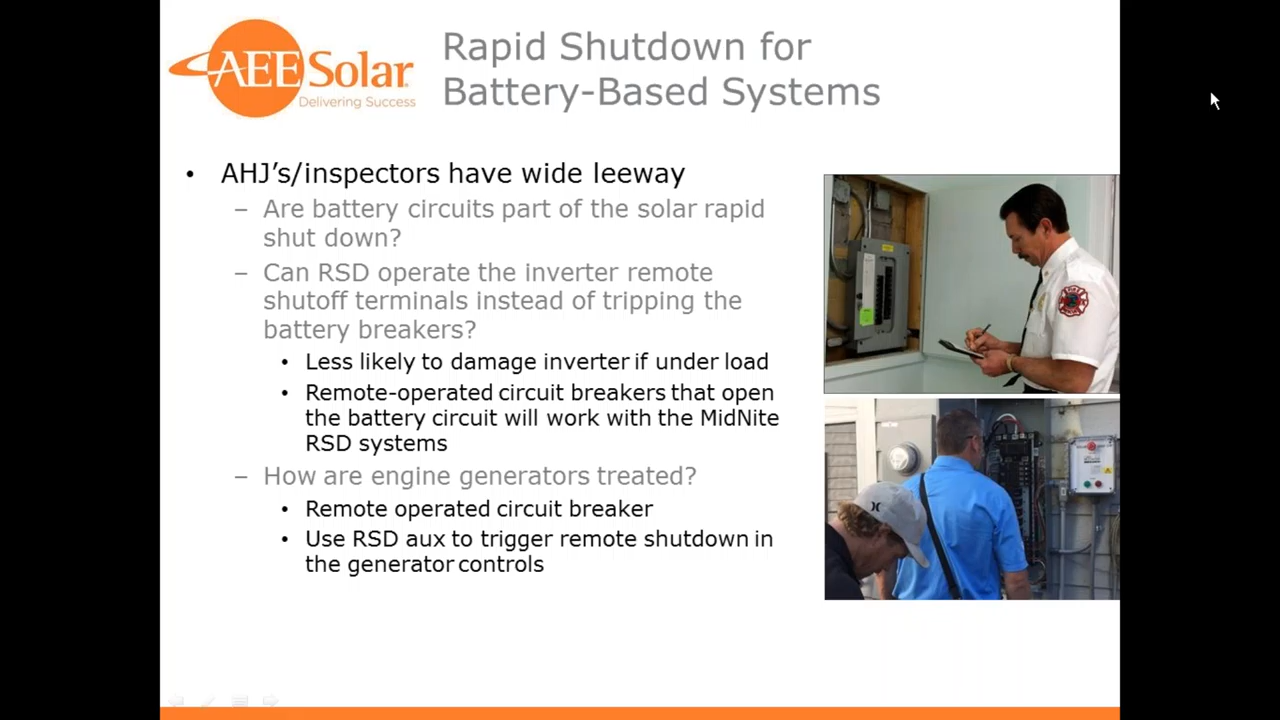 AEE Solar
Delivering Success
Rapid Shutdown for
Battery-Based Systems
• AHJ's/inspectors have wide leeway
– Are battery circuits part of the solar rapid
shut down?
– Can RSD operate the inverter remote
shutoff terminals instead of tripping the
battery breakers?
• Less likely to damage inverter if under load
• Remote-operated circuit breakers that open
the battery circuit will work with the MidNite
RSD systems
– How are engine generators treated?
• Remote operated circuit breaker
• Use RSD aux to trigger remote shutdown in
the generator controls